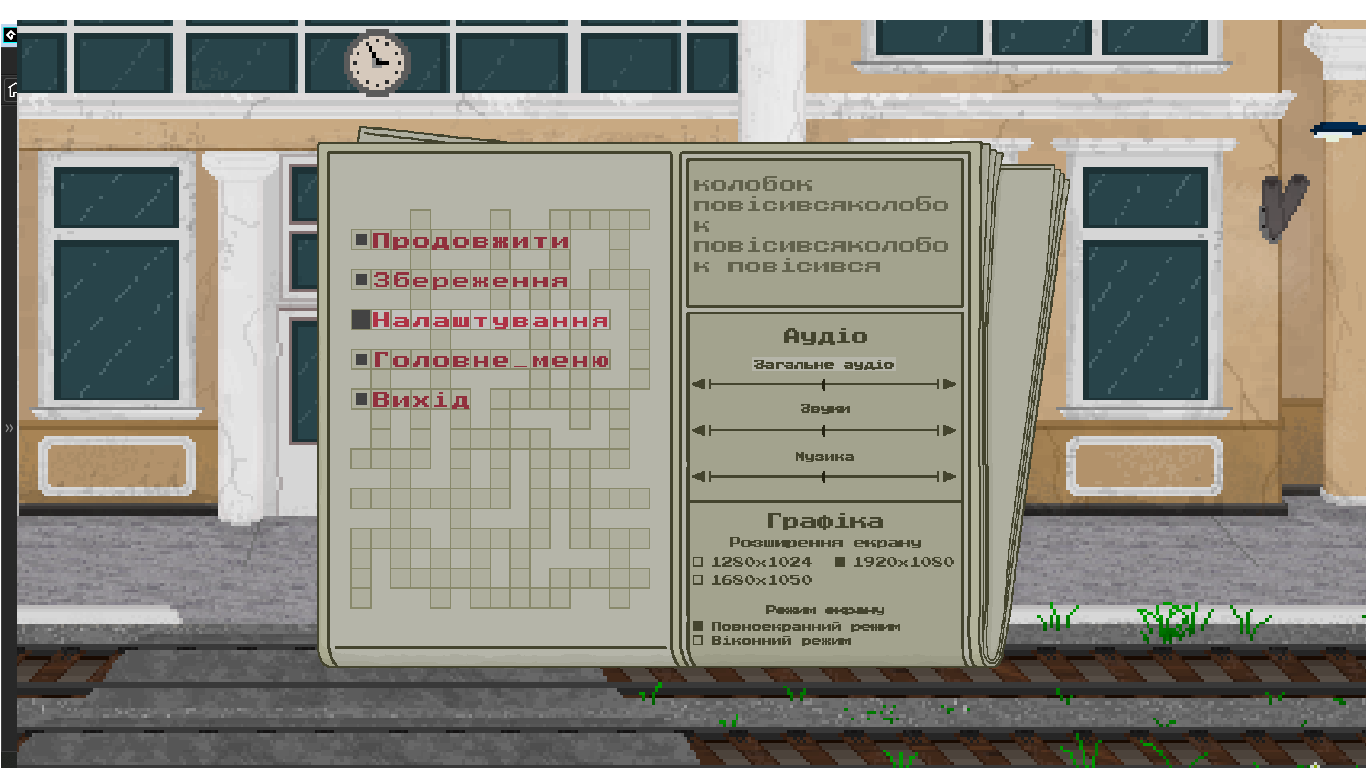 Продовжити
Збереження
Налаштування
Головне_меню
Вихід
колобок
повісивсяколобо
к
повісивсяколобо
к повісився
Аудіо
Загальне аудіо
Звуки
Музика
Графіка
Розширення екрану
1280x1024 1920x1080
1680x1050
Режим екрану
Повноекранний режим
Віконний режим